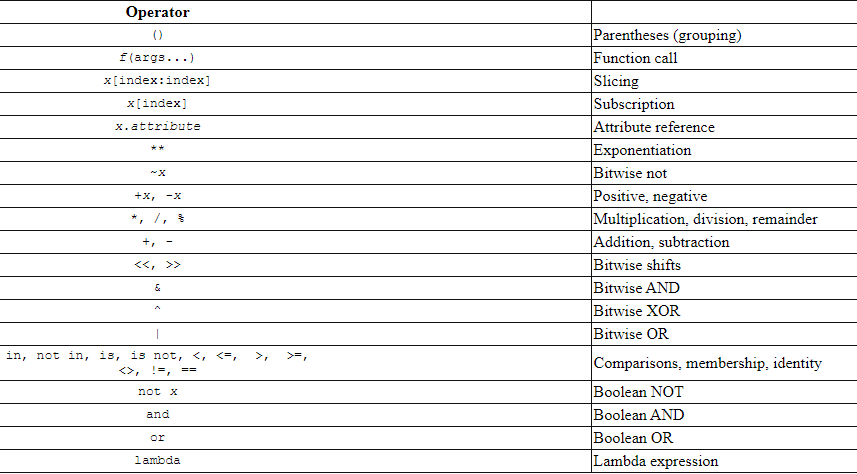 Operator
() Parentheses (grouping)
f(args...) Function call
x[index:index] Slicing
x[index] Subscription
x.attribute Attribute reference
** Exponentiation
~x Bitwise not
+x, -x Positive, negative
*, /, % Multiplication, division, remainder
+, - Addition, subtraction
<<, >> Bitwise shifts
& Bitwise AND
^ Bitwise XOR
| Bitwise OR
in, not in, is, is not, <, <=, >, >=,
<>, !=, == Comparisons, membership, identity
not x Boolean NOT
and Boolean AND
or Boolean OR
lambda Lambda expression